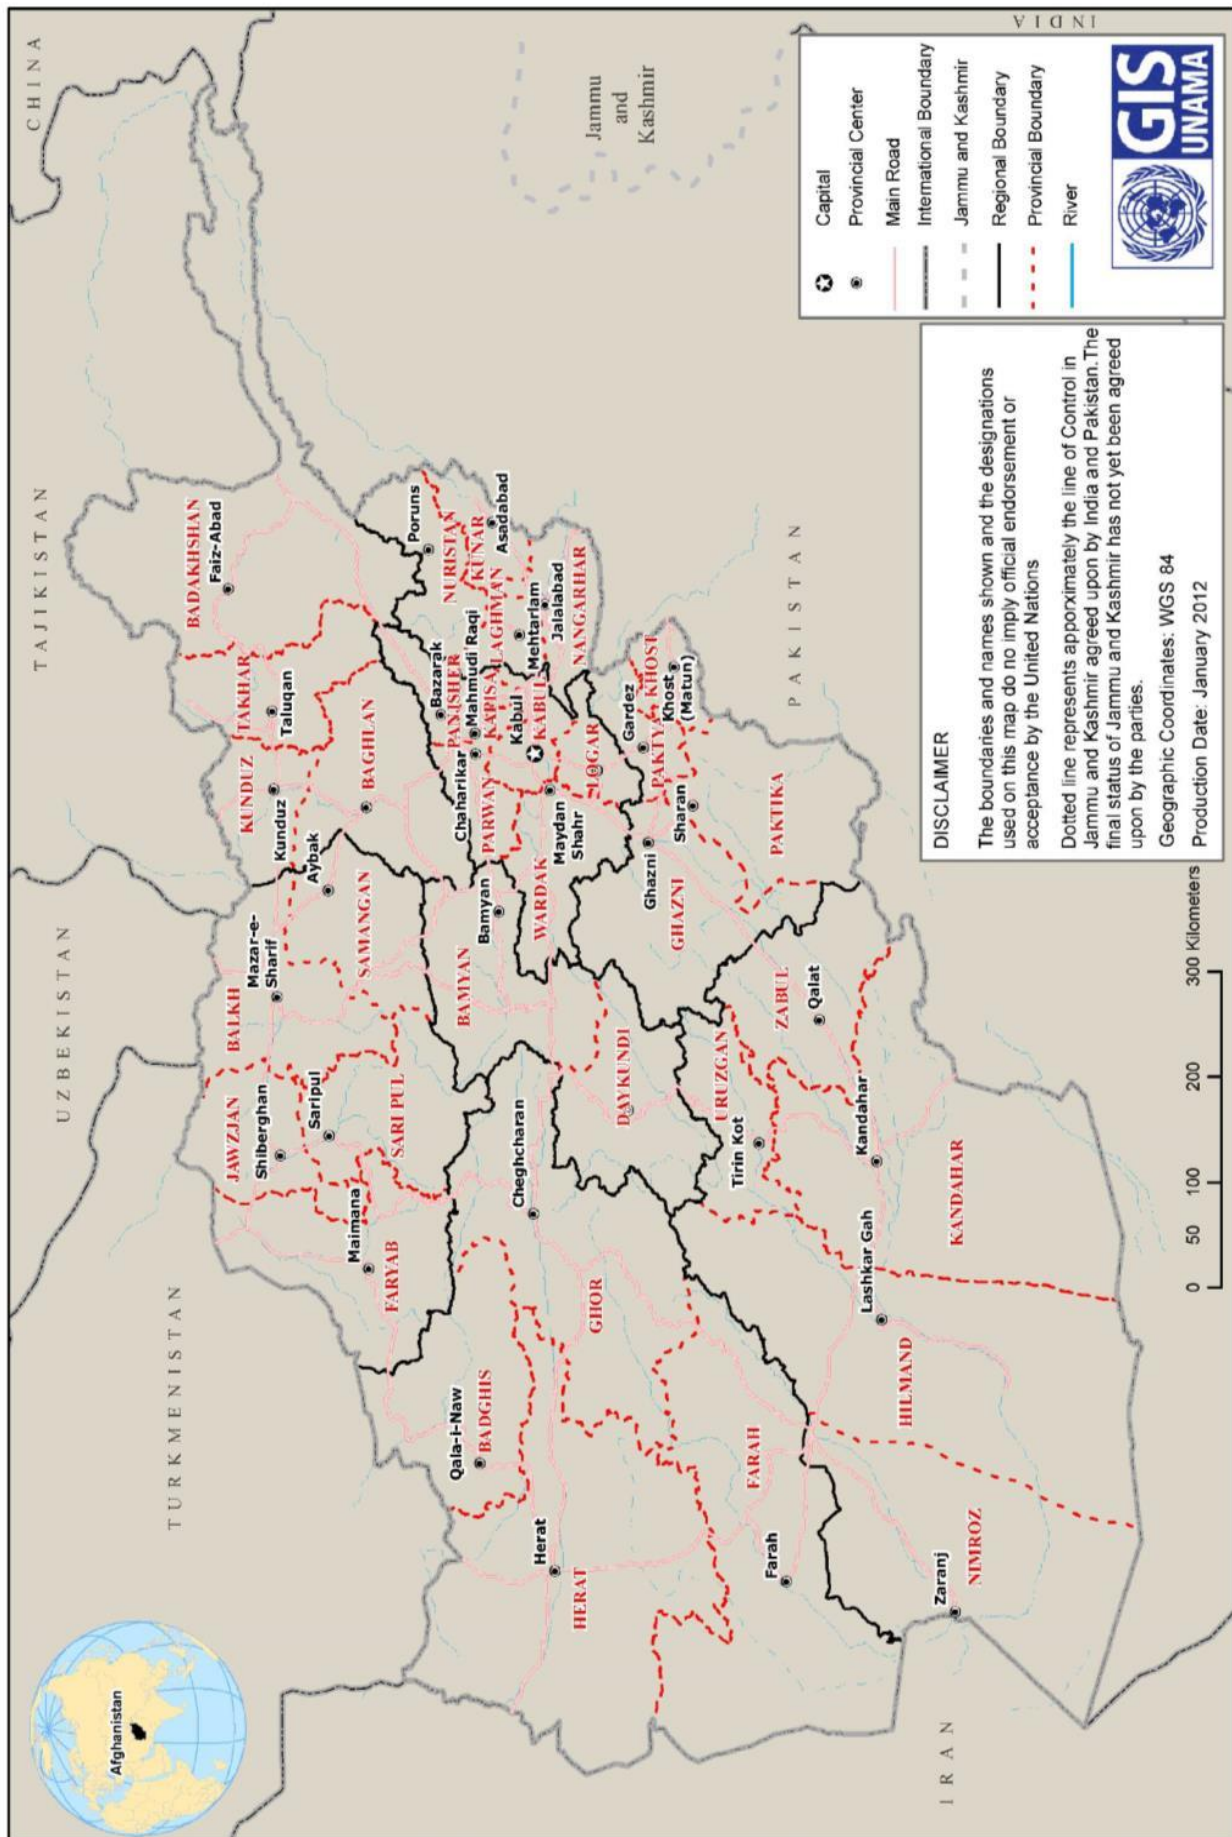 CHINA
TAJIKISTAN
UZBEKISTAN
TURKMENISTAN
Afghanistan
BADAKHSHAN
Faiz-Abad
TAKHAR
Taluqan
KUNDUZ
Kunduz
BAGHLAN
BALKH
Mazar-e-
Sharif
Aybak
SAMANGAN
JAWZJAN
Shiberghan
Saripul
SARI PUL
Maimana
FARYAB
Poruns
NURISTAN
KUNAR
Asadabad
Bazarak
PANJSHER
Mahmudi Raqi
KAPISA
LAGHMAN
Mehtarlam
Jalalabad
NANGARHAR
Chaharikar
PARWAN
Kabul
KABUL
Bamyan
BAMYAN
Maydan
Shahr
WARDAK
LOGAR
Gardez
PAKTYA
KHOST
Khost
(Matun)
Sharan
PAKTIKA
Ghazni
GHAZNI
Cheghcharan
GHOR
DAYKUNDI
URUZGAN
Tirin Kot
ZABUL
Qalat
Kandahar
KANDAHAR
Lashkar Gah
HILMAND
Qala-i-Naw
BADGHIS
Herat
HERAT
FARAH
Farah
Zaranj
NIMROZ
IRAN
PAKISTAN
Jammu
and
Kashmir
INDIA
0 50 100 200 300 Kilometers
DISCLAIMER
The boundaries and names shown and the designations
used on this map do no imply official endorsement or
acceptance by the United Nations
Dotted line represents apporximately the line of Control in
Jammu and Kashmir agreed upon by India and Pakistan.The
final status of Jammu and Kashmir has not yet been agreed
upon by the parties.
Geographic Coordinates: WGS 84
Production Date: January 2012
Capital
Provincial Center
Main Road
International Boundary
Jammu and Kashmir
Regional Boundary
Provincial Boundary
River
GIS
UNAMA